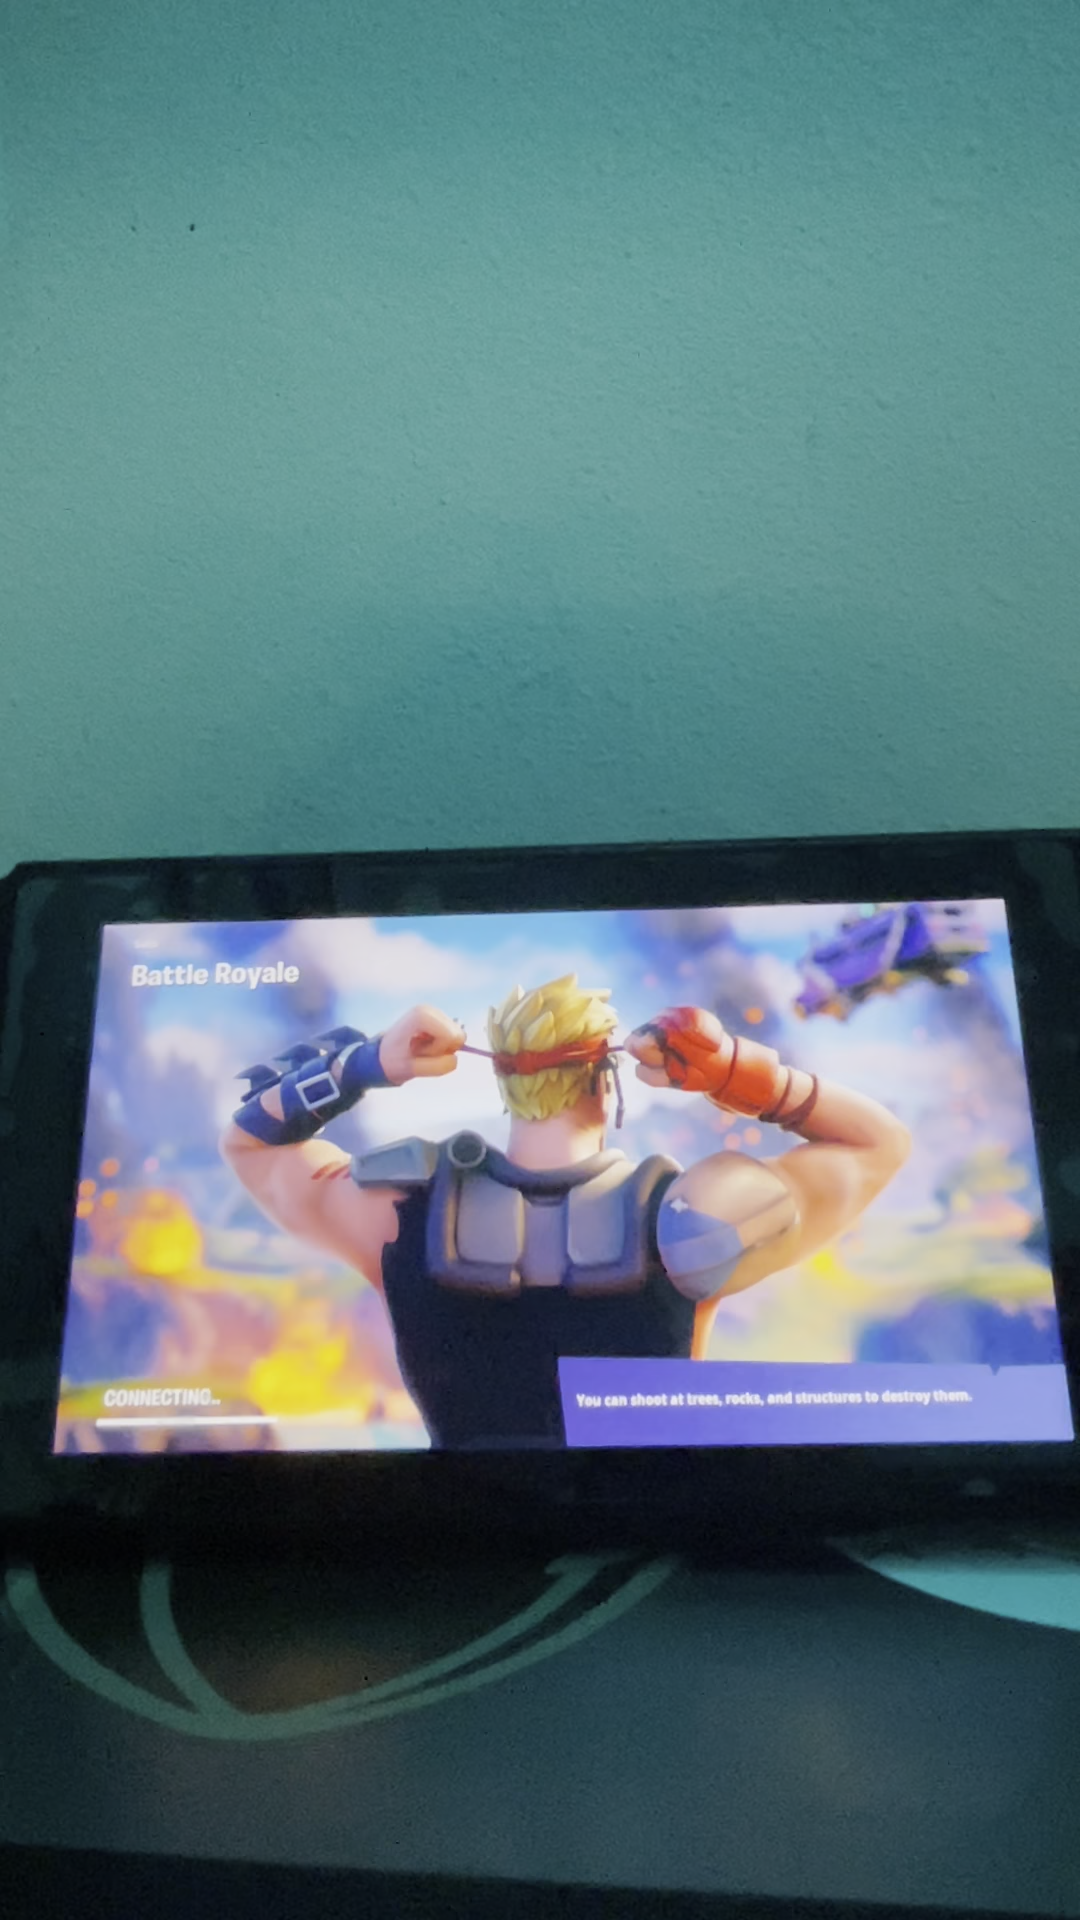 Battle Royale
CONNECTING..
You can shoot at trees, rocks, and structures to destroy them.